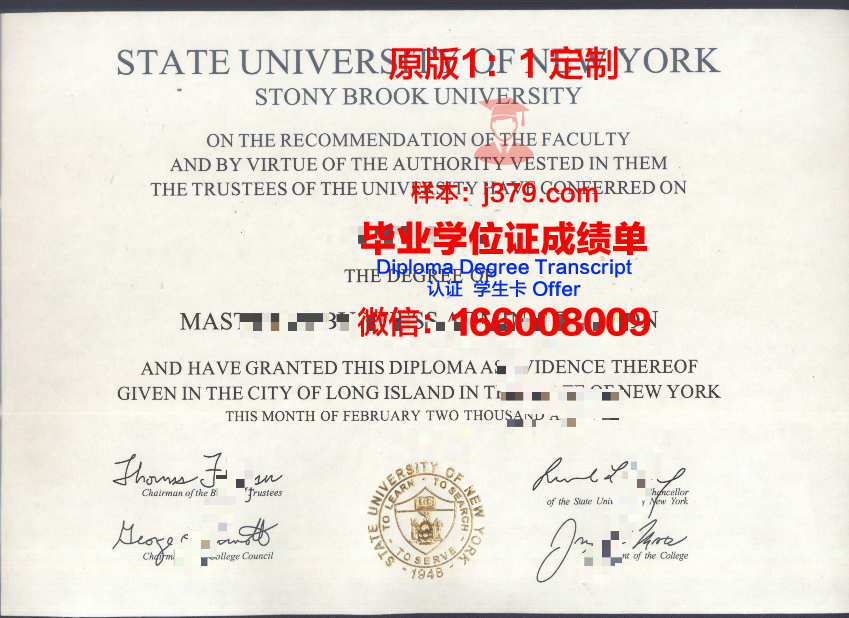 STATE UNIVERSITY OF NEW YORK
原版1：1定制
STONY BROOK UNIVERSITY
ON THE RECOMMENDATION OF THE FACULTY
AND BY VIRTUE OF THE AUTHORITY VESTED IN THEM
THE TRUSTEES OF THE UNIVERSITY HAVE CONFERRED ON
样本：j379.com
毕业学位证成绩单
Diploma Degree Transcript
THE DEGREE OF
认证 学生卡 Offer
微信：166008009
AND HAVE GRANTED THIS DIPLOMA AS EVIDENCE THEREOF
GIVEN IN THE CITY OF LONG ISLAND IN NEW YORK
THIS MONTH OF FEBRUARY TWO THOUSAND
Chairman of the Trustees
of the State Chancellor
New York
College Council
of the College
STATE UNIVERSITY OF NEW YORK
TO LEARN · TO SEARCH
TO SERVE
1948